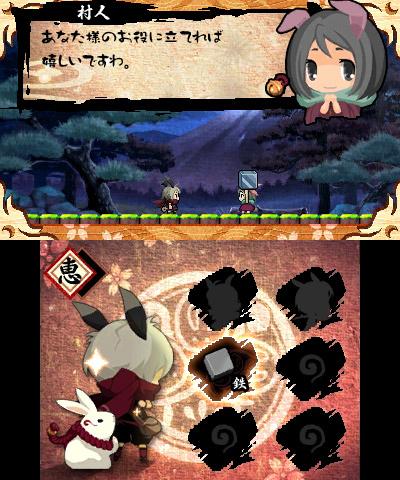 村人
あなた様のお役に立てれば
嬉しいですわ。
恵
鉄